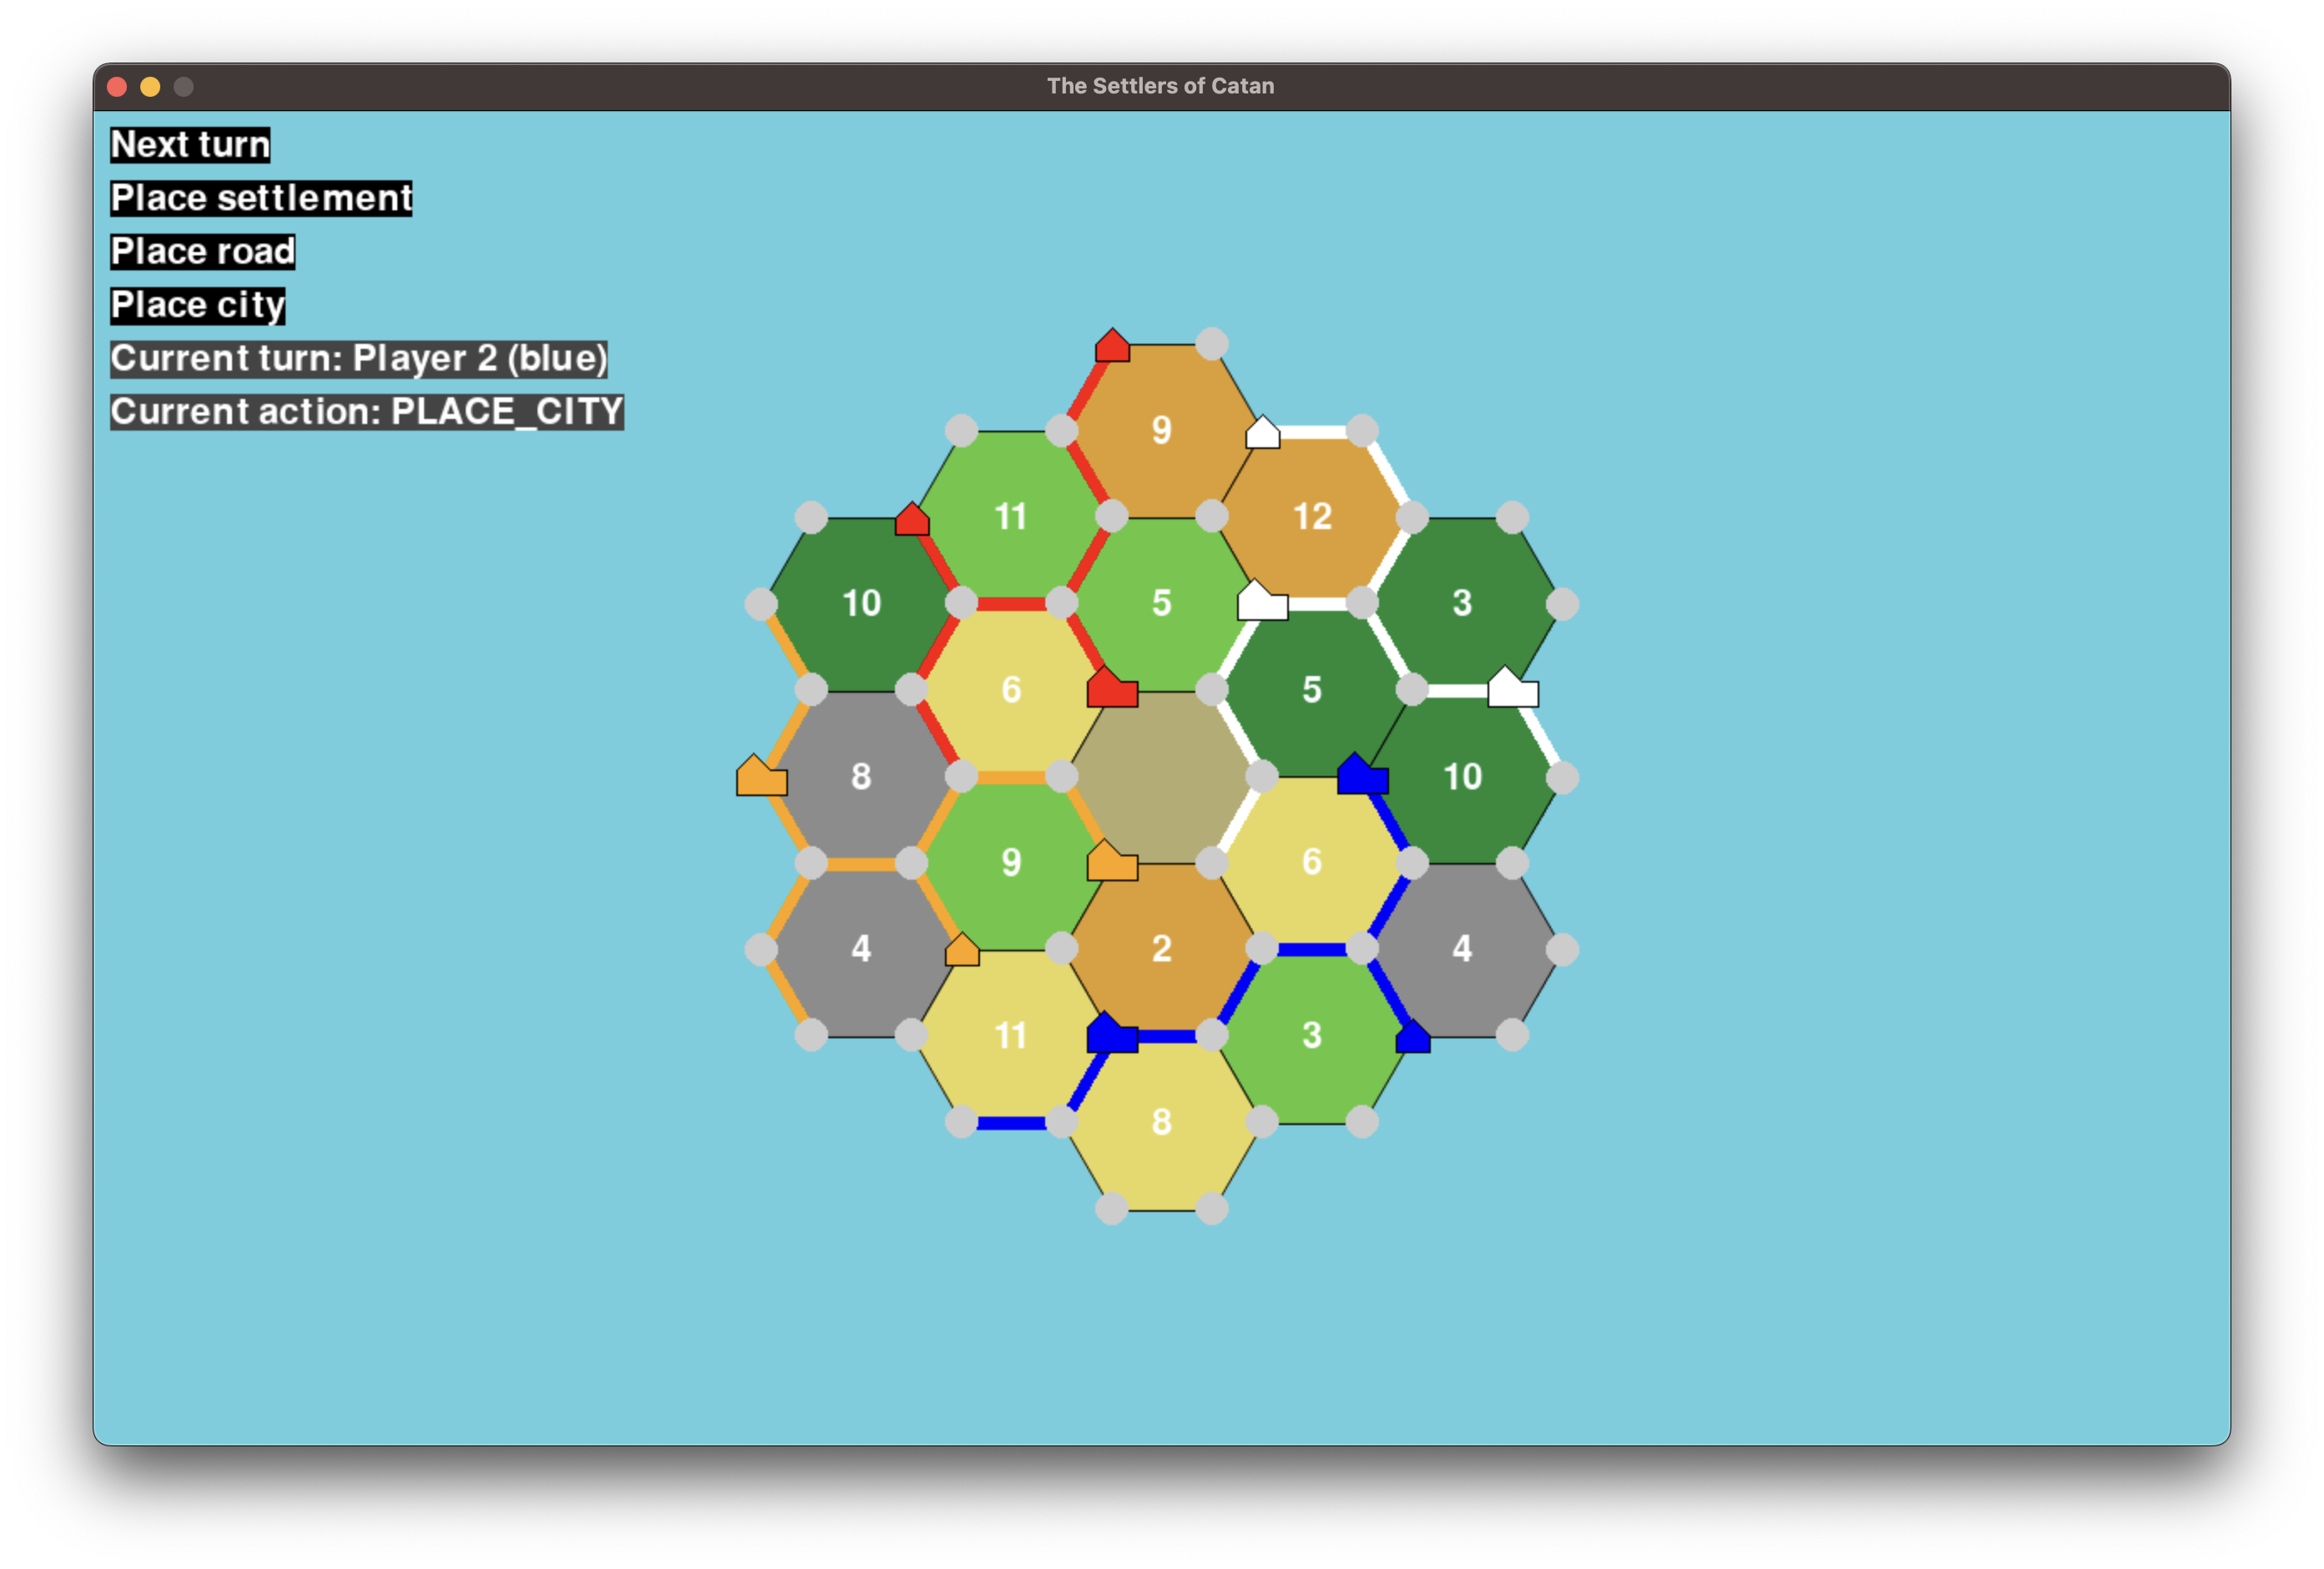 The Settlers of Catan
Next turn
Place settlement
Place road
Place city
Current turn: Player 2 (blue)
Current action: PLACE_CITY
9
11
12
10
5
3
6
5
8
10
9
6
4
2
4
11
3
8